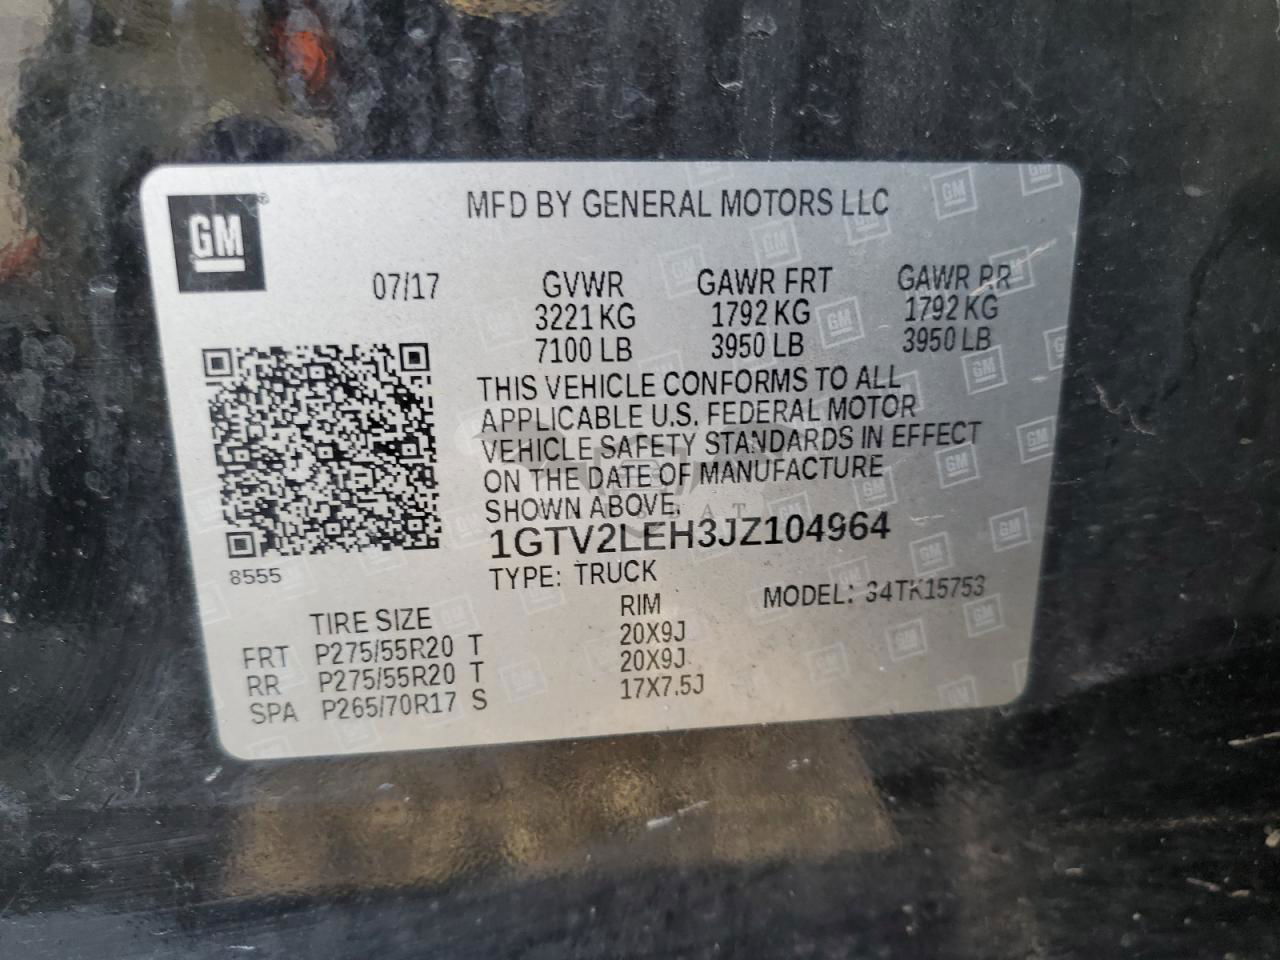 GM
MFD BY GENERAL MOTORS LLC
07/17 GVWR GAWR FRT GAWR RR
3221 KG 1792 KG 1792 KG
7100 LB 3950 LB 3950 LB
THIS VEHICLE CONFORMS TO ALL
APPLICABLE U.S. FEDERAL MOTOR
VEHICLE SAFETY STANDARDS IN EFFECT
ON THE DATE OF MANUFACTURE
SHOWN ABOVE.
1GTV2LEH3JZ104964
8555
TYPE: TRUCK
MODEL: 34TK15753
TIRE SIZE RIM
FRT P275/55R20 T 20X9J
RR P275/55R20 T 20X9J
SPA P265/70R17 S 17X7.5J